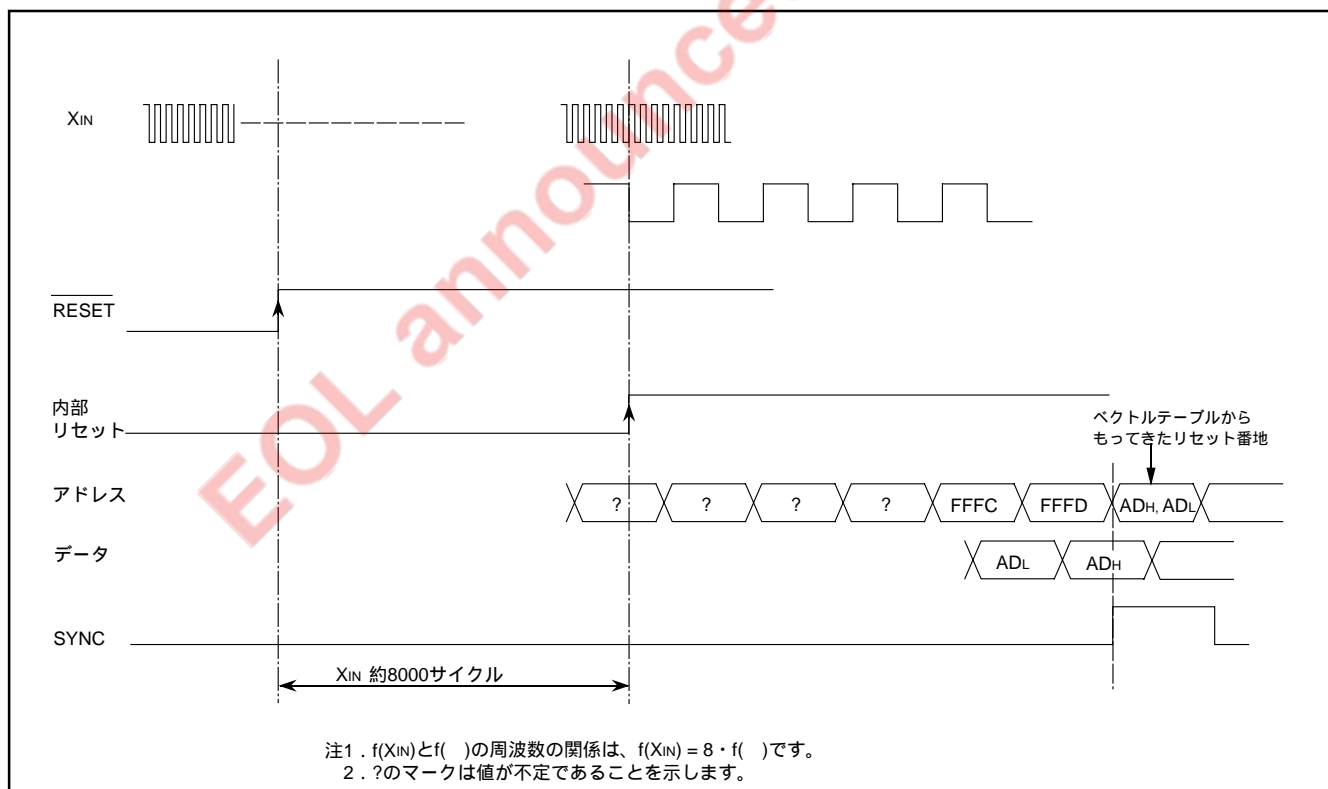 XIN
RESET
内部
リセット
ベクトルテーブルから
もってきたリセット番地
アドレス
? ? ? ? FFFC FFFD ADH, ADL
データ
ADL ADH
SYNC
XIN 約8000サイクル
注1．f(XIN)とf(　)の周波数の関係は、f(XIN) = 8・f(　)です。
2．?のマークは値が不定であることを示します。
EOL announce